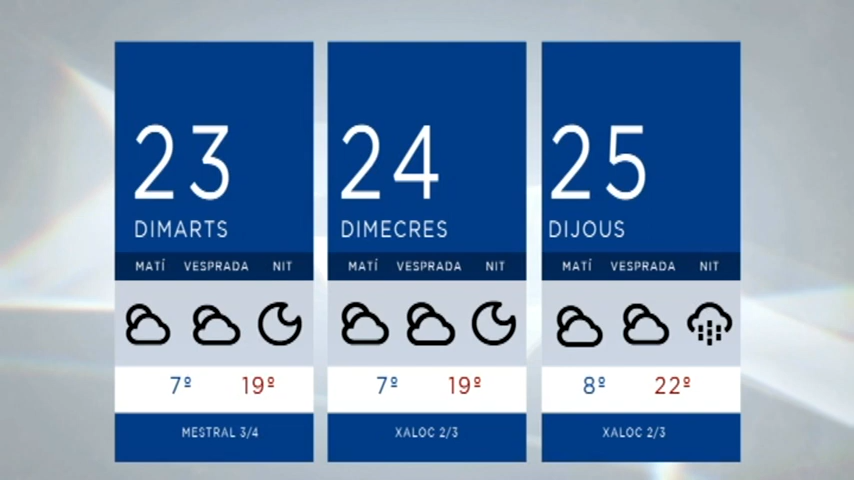 23
DIMARTS
MATÍ VESPRADA NIT
7º 19º
MESTRAL 3/4
24
DIMECRES
MATÍ VESPRADA NIT
7º 19º
XALOC 2/3
25
DIJOUS
MATÍ VESPRADA NIT
8º 22º
XALOC 2/3